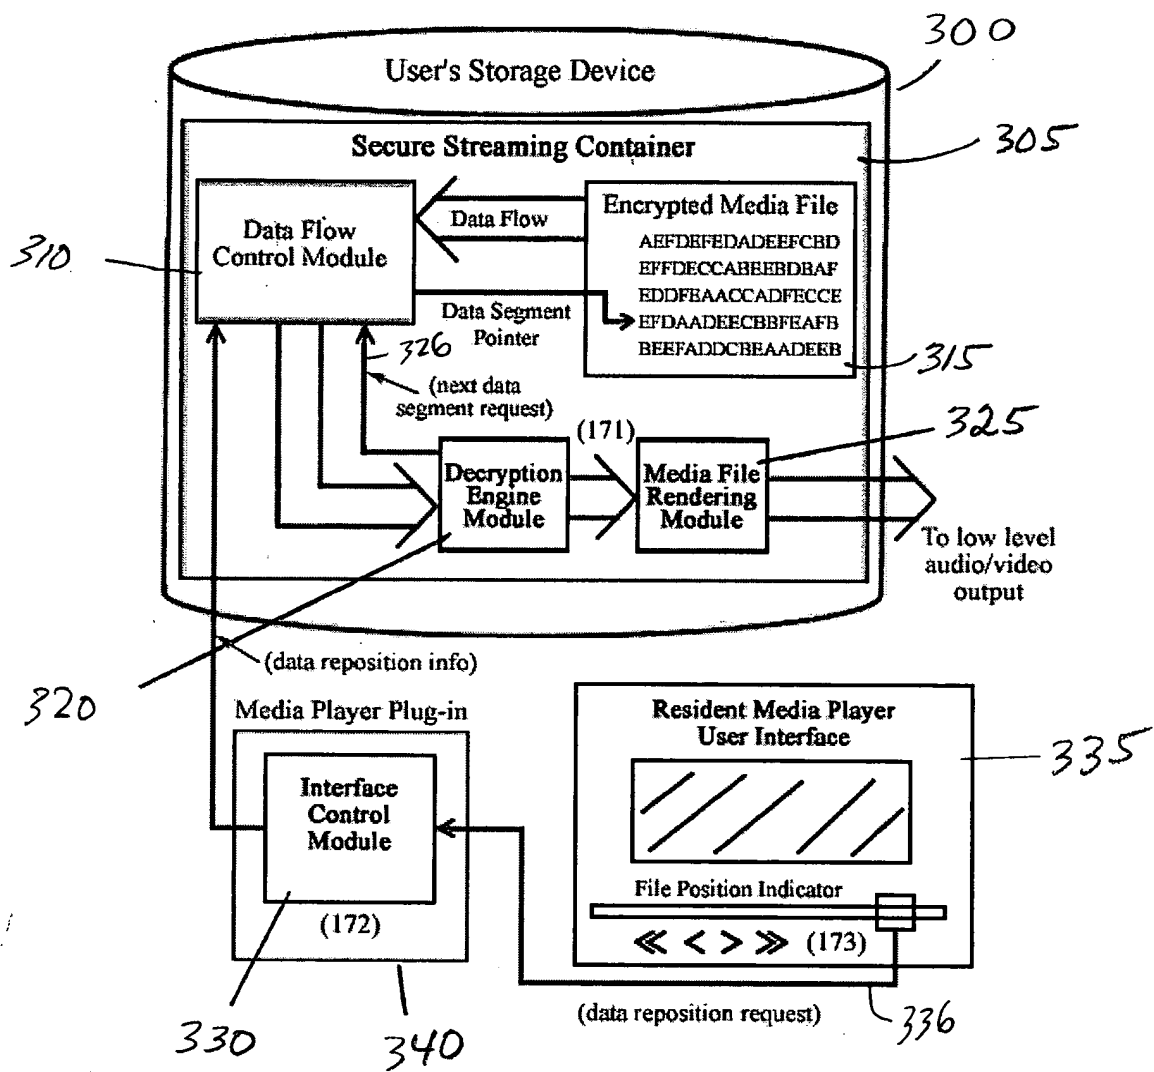 300
User's Storage Device
Secure Streaming Container
305
Data Flow
Control Module
310
Data Flow
Encrypted Media File
AEFDEFEDADEEFCBD
EFFDECCABEEBDBAF
EDDFEAACCADFECCE
EFDAADEECBBFEAFB
BEEFADDCBEAADEEB
315
Data Segment
Pointer
326
(next data
segment request)
(171)
325
Decryption
Engine
Module
Media File
Rendering
Module
To low level
audio/video
output
(data reposition info)
320
Media Player Plug-in
Interface
Control
Module
(172)
330
340
Resident Media Player
User Interface
335
File Position Indicator
≪ < > ≫ (173)
(data reposition request)
336